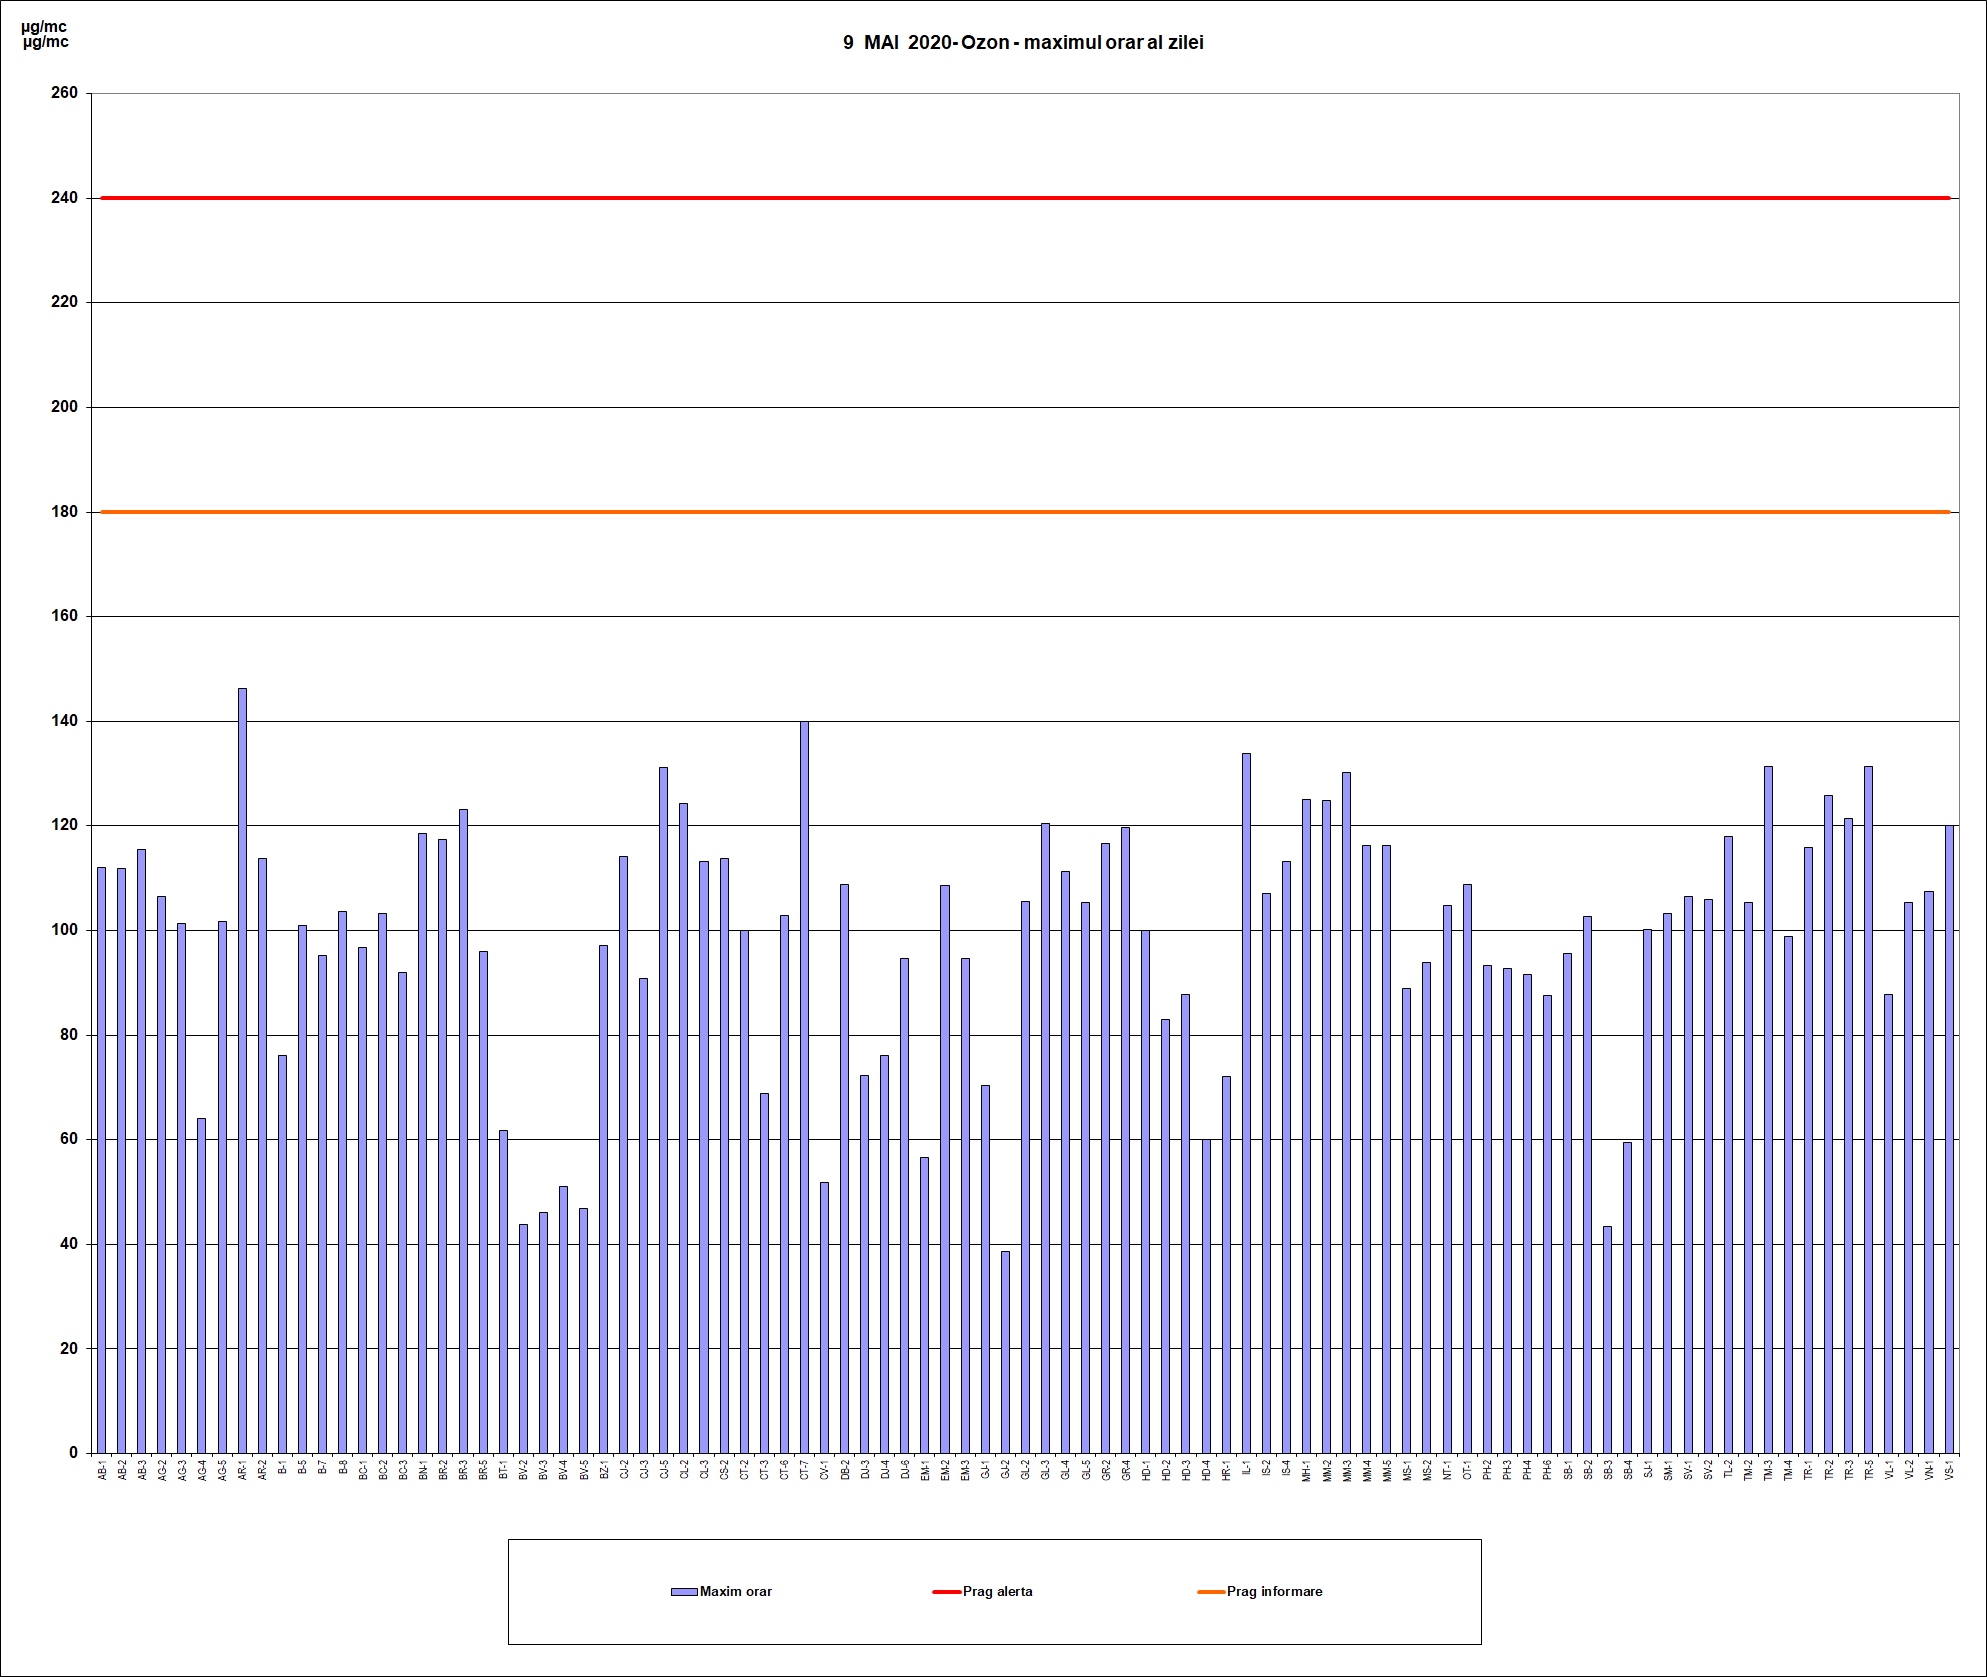 µg/mc
µg/mc
9 MAI 2020- Ozon - maximul orar al zilei
260
240
220
200
180
160
140
120
100
80
60
40
20
0
AB-1 AB-2 AB-3 AG-2 AG-3 AG-4 AG-5 AR-1 AR-2 B-1 B-5 B-7 B-8 BC-1 BC-2 BC-3 BN-1 BR-2 BR-3 BR-5 BT-1 BV-2 BV-3 BV-4 BV-5 BZ-1 CJ-2 CJ-3 CJ-5 CL-2 CL-3 CS-2 CT-2 CT-3 CT-6 CT-7 CV-1 DB-2 DJ-3 DJ-4 DJ-6 EM-1 EM-2 EM-3 GJ-1 GJ-2 GL-2 GL-3 GL-4 GL-5 GR-2 GR-4 HD-1 HD-2 HD-3 HD-4 HR-1 IL-1 IS-2 IS-4 MH-1 MM-2 MM-3 MM-4 MM-5 MS-1 MS-2 NT-1 OT-1 PH-2 PH-3 PH-4 PH-6 SB-1 SB-2 SB-3 SB-4 SJ-1 SM-1 SV-1 SV-2 TL-2 TM-2 TM-3 TM-4 TR-1 TR-2 TR-3 TR-5 VL-1 VL-2 VN-1 VS-1
Maxim orar Prag alerta Prag informare